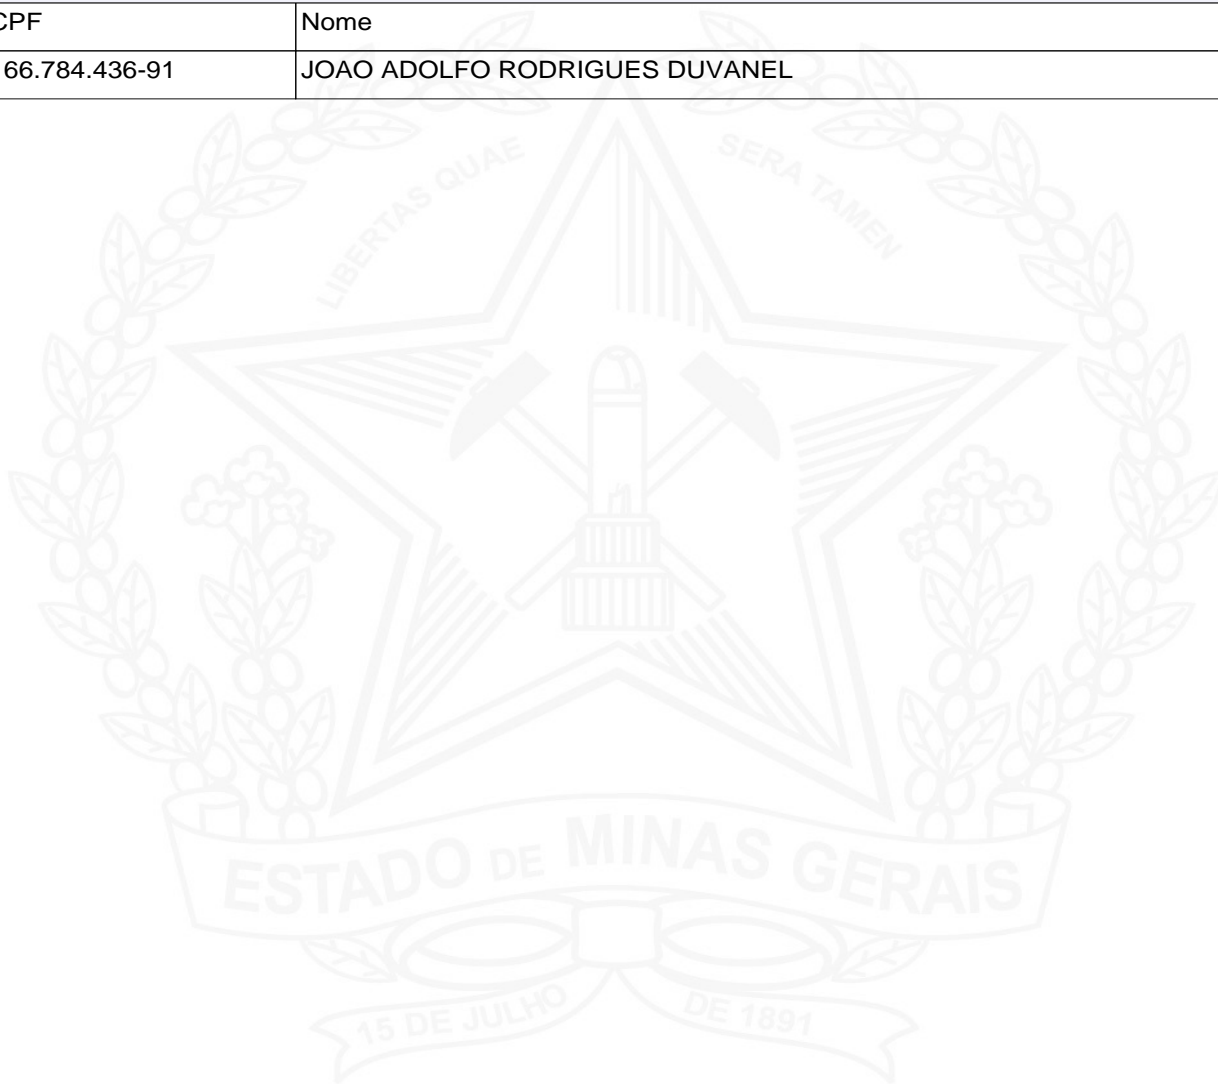 CPF Nome
66.784.436-91 JOAO ADOLFO RODRIGUES DUVANEL
LIBERTAS QUAE SERA TAMEN
ESTADO DE MINAS GERAIS
15 DE JULHO DE 1891